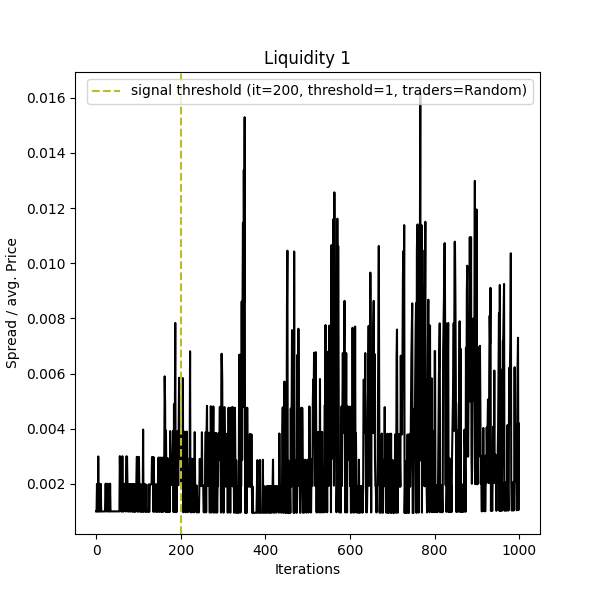 Liquidity 1
signal threshold (it=200, threshold=1, traders=Random)
Spread / avg. Price
0.016
0.014
0.012
0.010
0.008
0.006
0.004
0.002
0 200 400 600 800 1000
Iterations